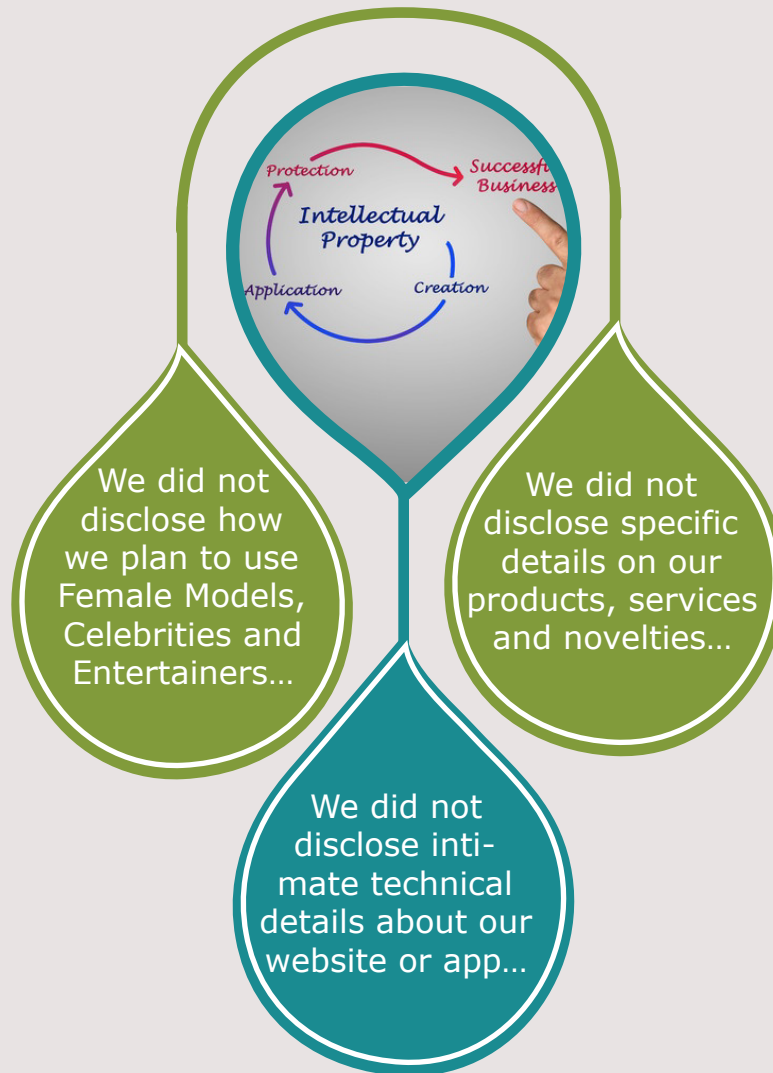 Protection
Successfu
Business
Intellectual
Property
Application
Creation
We did not
disclose how
we plan to use
Female Models,
Celebrities and
Entertainers…
We did not
disclose specific
details on our
products, services
and novelties…
We did not
disclose inti-
mate technical
details about our
website or app…